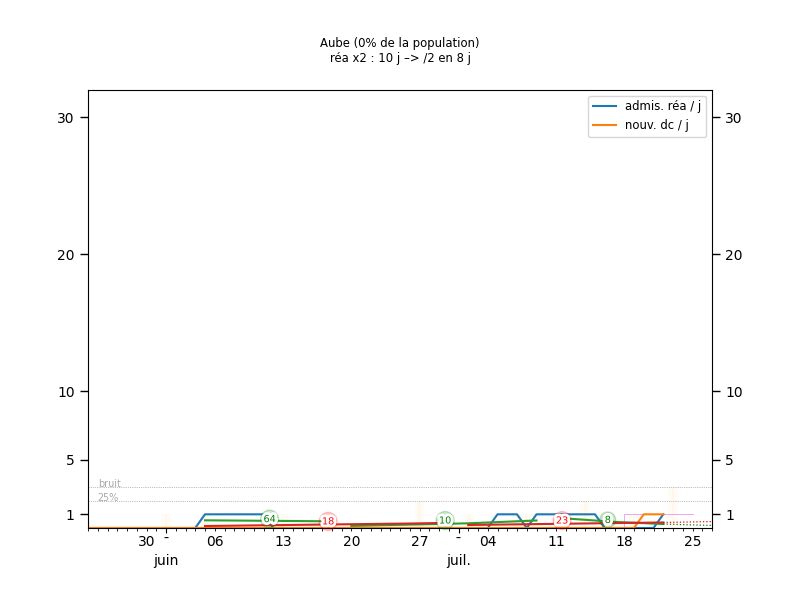 Aube (0% de la population)
réa x2 : 10 j –> /2 en 8 j
admis. réa / j
nouv. dc / j
30 30
20 20
10 10
5 5
bruit
25%
1 1
64 18 10 23 8
30 - 06 13 20 27 - 04 11 18 25
juin juil.